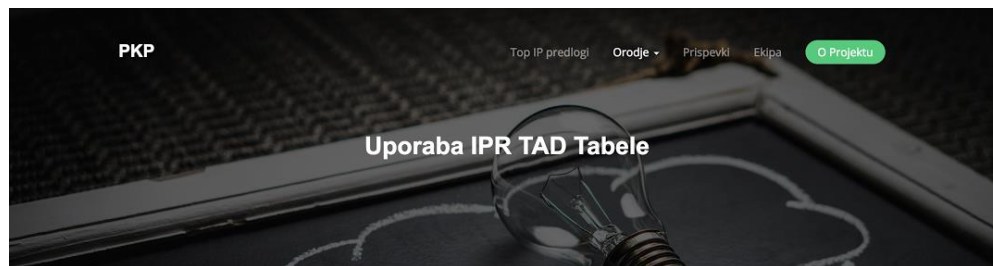 PKP
Top IP predlogi Orodje Prispevki Ekipa O Projektu
Uporaba IPR TAD Tabele